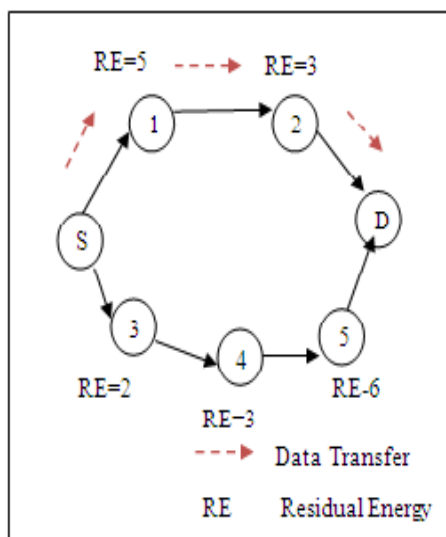 RE=5 RE=3
1 2
S D
3 4 5
RE=2 RE-6
RE=3
Data Transfer
RE Residual Energy